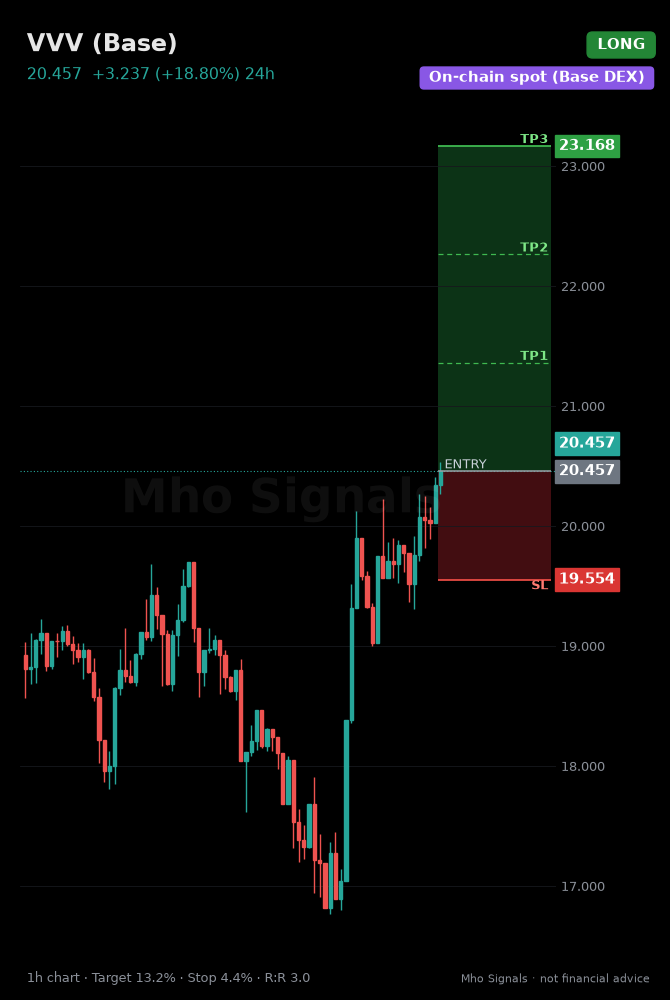 VVV (Base)
LONG
20.457 +3.237 (+18.80%) 24h
On-chain spot (Base DEX)
TP3
23.168
23.000
TP2
22.000
TP1
21.000
20.457
ENTRY
20.457
Mho Signals
20.000
19.554
SL
19.000
18.000
17.000
1h chart · Target 13.2% · Stop 4.4% · R:R 3.0
Mho Signals · not financial advice